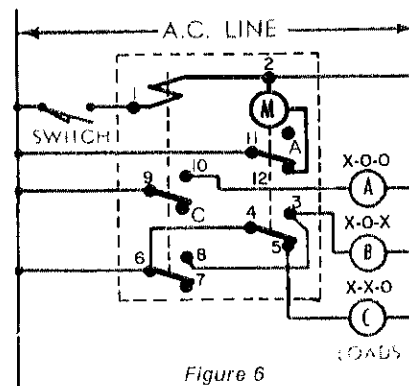 A.C. LINE
1
2
M
SWITCH
11
A
X-O-O
10
9
12
A
C
3
X-O-X
4
B
5
6
8
7
X-X-O
C
LOADS
Figure 6